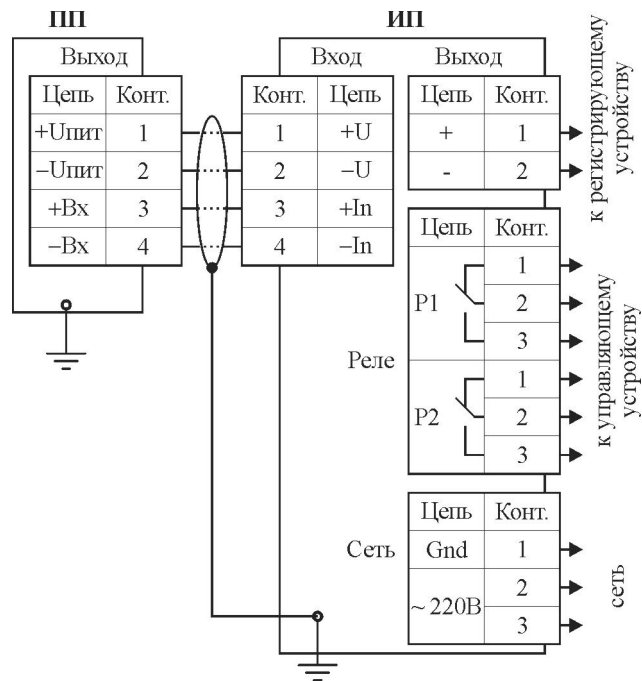 ПП
ИП
Выход
Вход
Выход
Цепь Конт.
+Uпит 1
–Uпит 2
+Вх 3
–Вх 4
Конт. Цепь
1 +U
2 –U
3 +In
4 –In
Цепь Конт.
+ 1
- 2
к регистрирующему
устройству
Реле
Цепь Конт.
P1
1
2
3
P2
1
2
3
к управляющему
устройству
Сеть
Цепь Конт.
Gnd 1
~ 220В
2
3
сеть